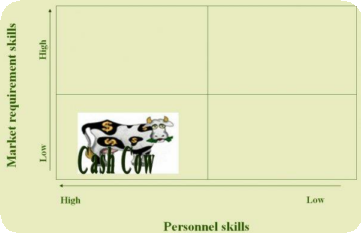 Market requirement skills
High
Low
Cash Cow
High
Low
Personnel skills